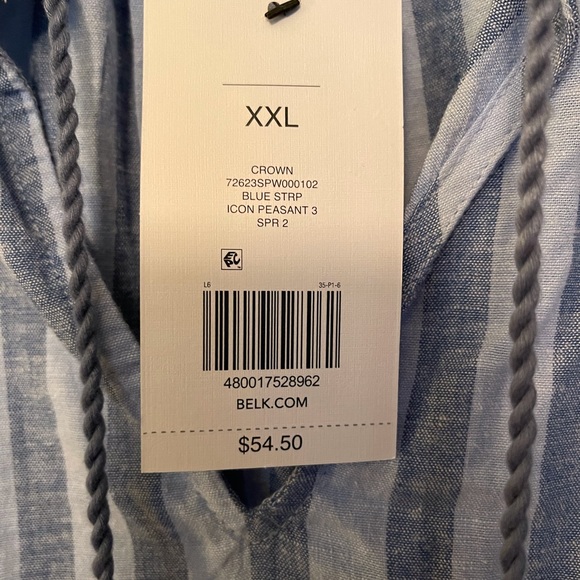 XXL
CROWN
72623SPW000102
BLUE STRP
ICON PEASANT 3
SPR 2
L6 35-P1-6
480017528962
BELK.COM
$54.50